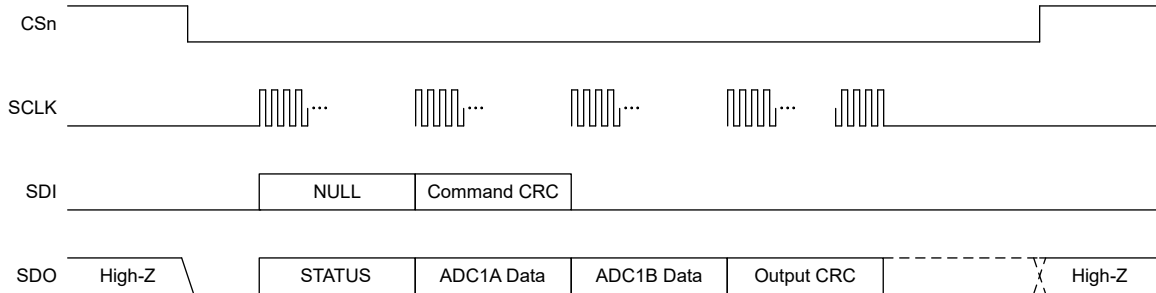 CSn
SCLK ... ... ...  ...
SDI NULL Command CRC
SDO High-Z STATUS ADC1A Data ADC1B Data Output CRC High-Z